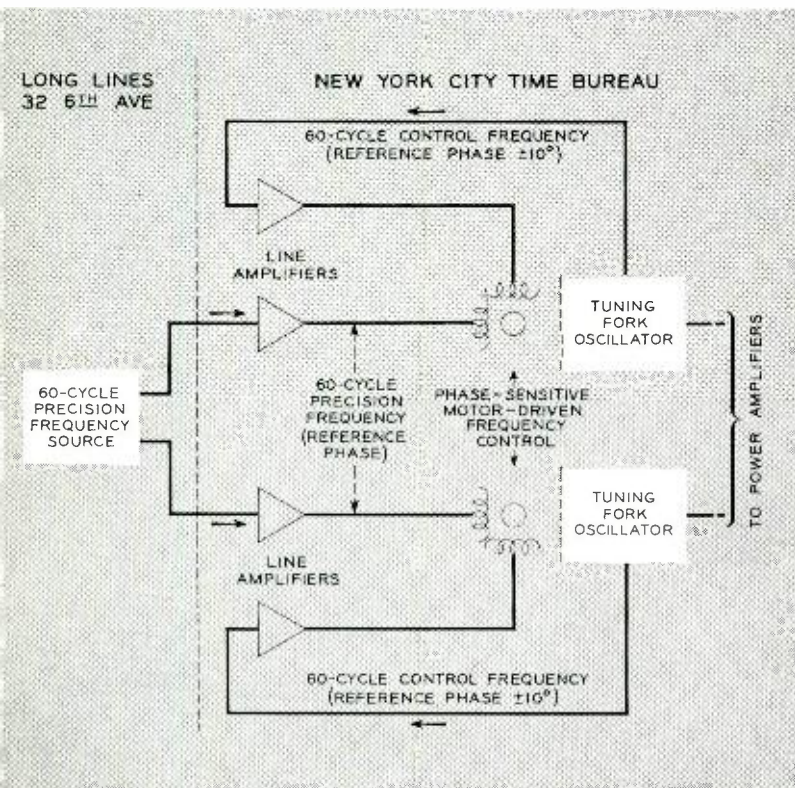 LONG LINES
32 6TH AVE
NEW YORK CITY TIME BUREAU
60-CYCLE CONTROL FREQUENCY
(REFERENCE PHASE ±10°)
LINE
AMPLIFIERS
TUNING
FORK
OSCILLATOR
60-CYCLE
PRECISION
FREQUENCY
SOURCE
60-CYCLE
PRECISION
FREQUENCY
(REFERENCE
PHASE)
PHASE-SENSITIVE
MOTOR-DRIVEN
FREQUENCY
CONTROL
TO POWER AMPLIFIERS
TUNING
FORK
OSCILLATOR
LINE
AMPLIFIERS
60-CYCLE CONTROL FREQUENCY
(REFERENCE PHASE ±10°)